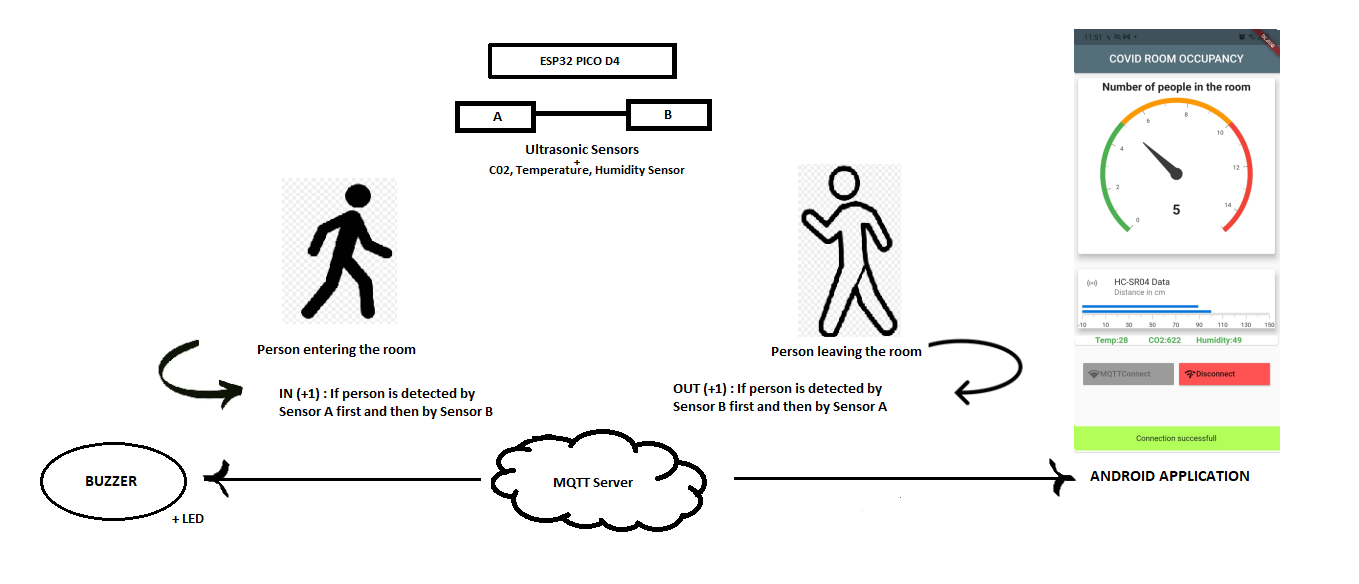 ESP32 PICO D4
A
B
Ultrasonic Sensors
+
C02, Temperature, Humidity Sensor
Person entering the room
IN (+1) : If person is detected by
Sensor A first and then by Sensor B
Person leaving the room
OUT (+1) : If person is detected by
Sensor B first and then by Sensor A
BUZZER
+ LED
MQTT Server
11:51
COVID ROOM OCCUPANCY
Number of people in the room
0
2
4
6
8
10
12
14
5
HC-SR04 Data
Distance in cm
-10 10 30 50 70 90 110 130 150
Temp:28 CO2:622 Humidity:49
MQTTConnect
Disconnect
Connection successfull
ANDROID APPLICATION